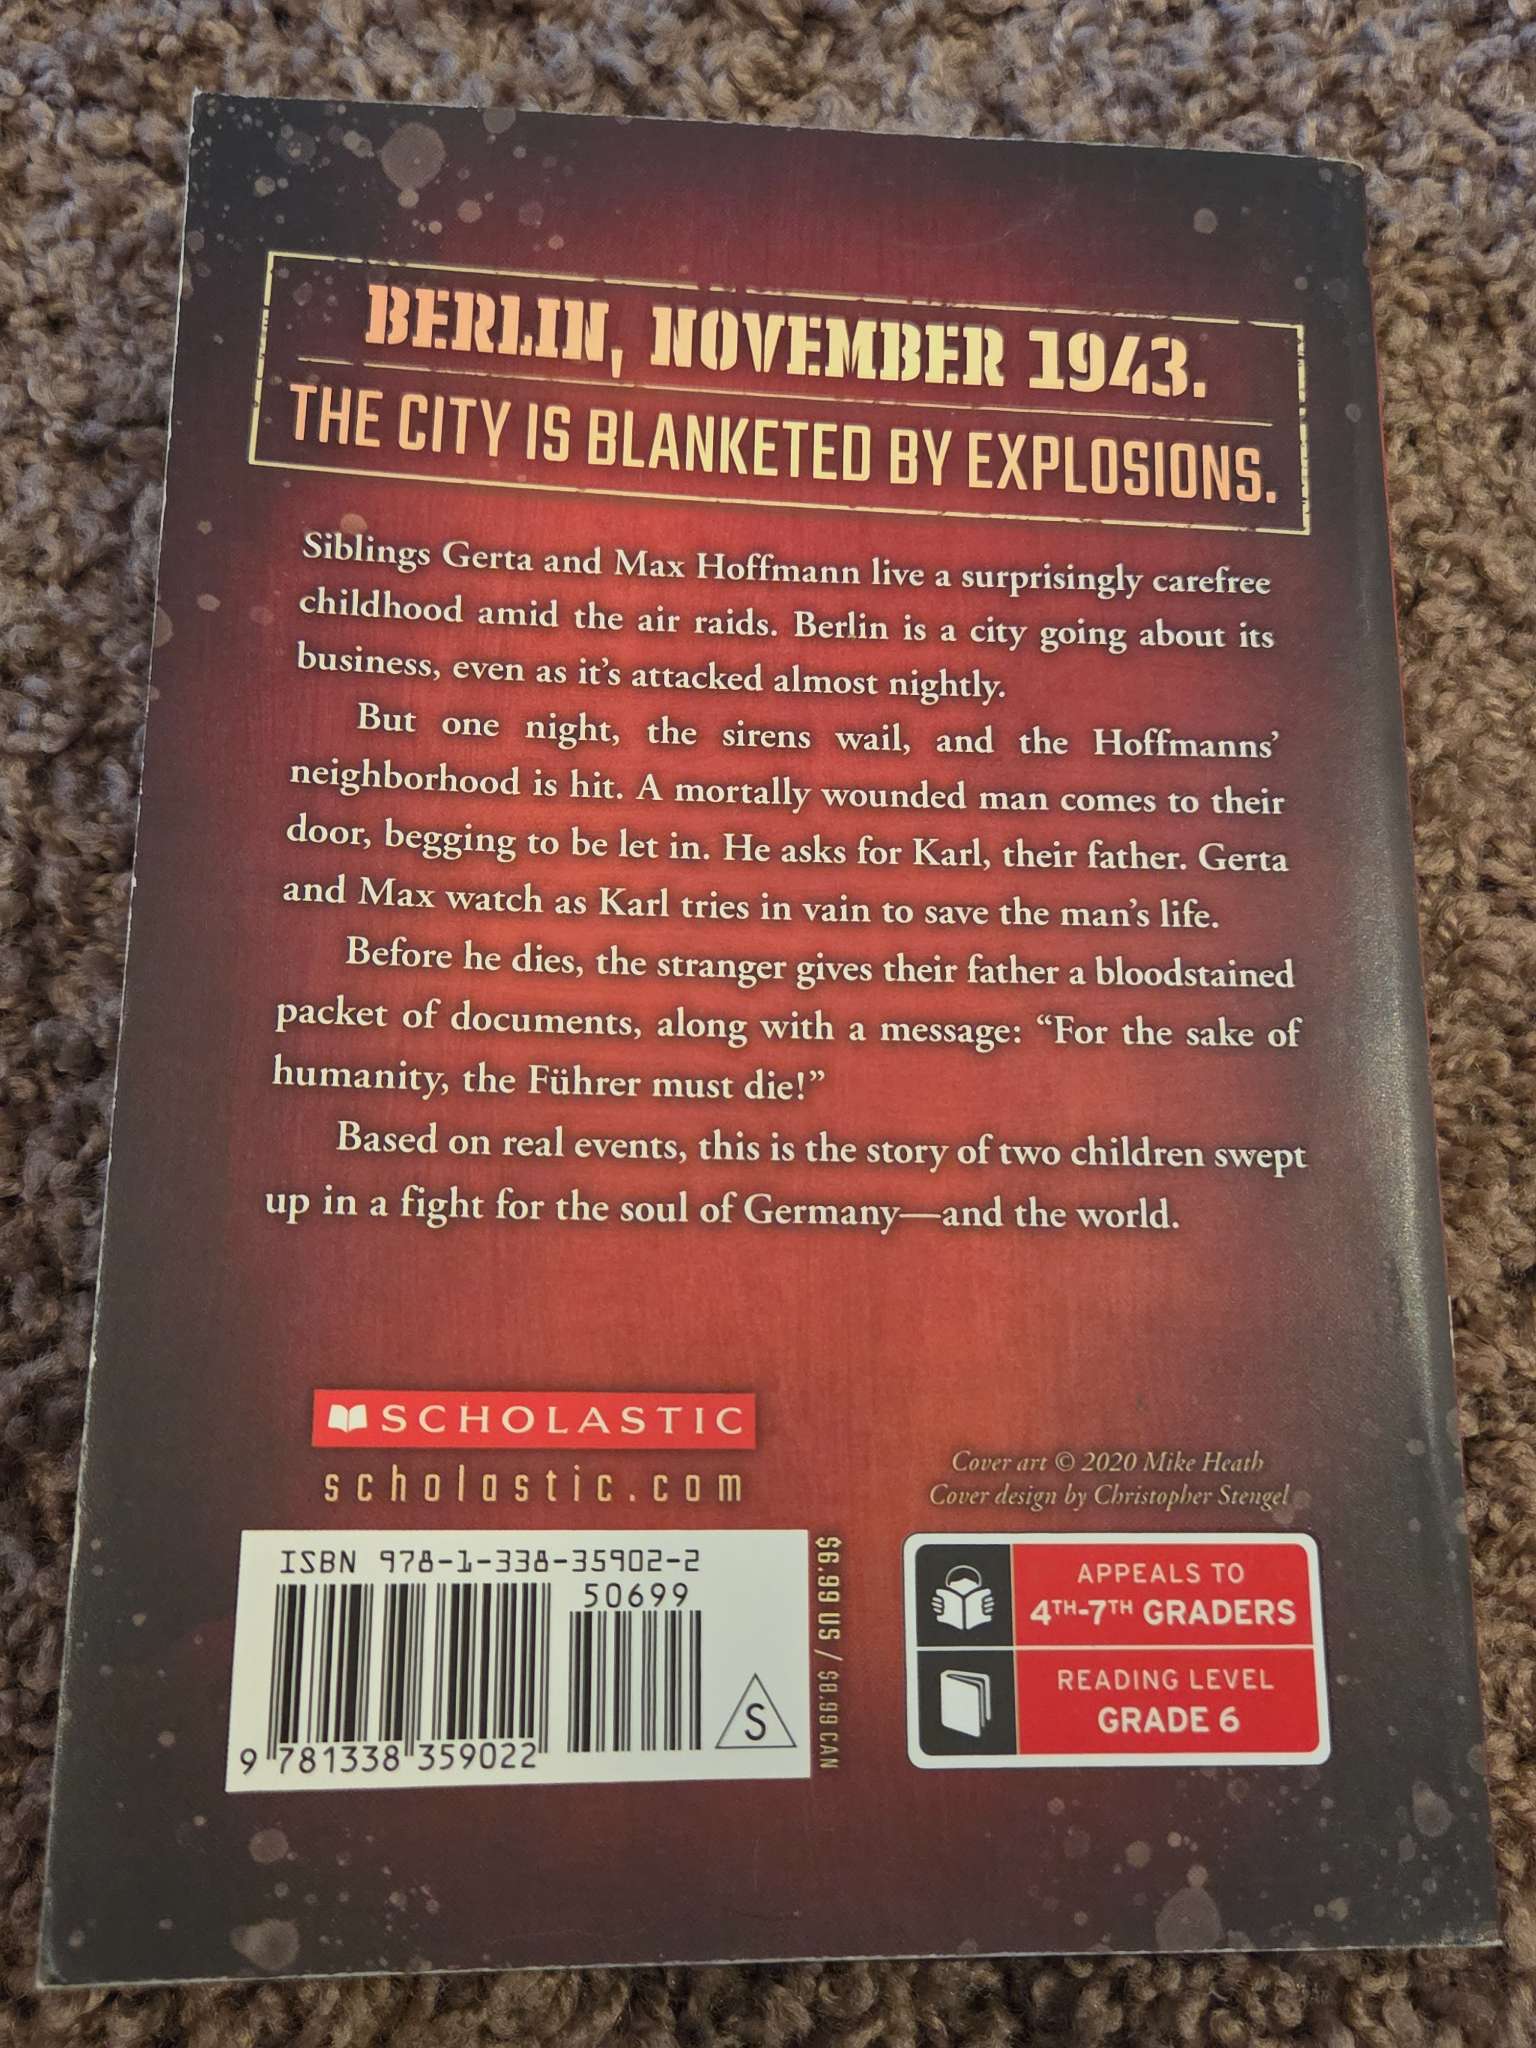 BERLIN, NOVEMBER 1943.
THE CITY IS BLANKETED BY EXPLOSIONS.
Siblings Gerta and Max Hoffmann live a surprisingly carefree
childhood amid the air raids. Berlin is a city going about its
business, even as it’s attacked almost nightly.
But one night, the sirens wail, and the Hoffmanns’
neighborhood is hit. A mortally wounded man comes to their
door, begging to be let in. He asks for Karl, their father. Gerta
and Max watch as Karl tries in vain to save the man’s life.
Before he dies, the stranger gives their father a bloodstained
packet of documents, along with a message: “For the sake of
humanity, the Führer must die!”
Based on real events, this is the story of two children swept
up in a fight for the soul of Germany—and the world.
SCHOLASTIC
scholastic.com
Cover art © 2020 Mike Heath
Cover design by Christopher Stengel
ISBN 978-1-338-35902-2
50699
9 781338 359022
S
$6.99 US / $8.99 CAN
APPEALS TO
4TH-7TH GRADERS
READING LEVEL
GRADE 6